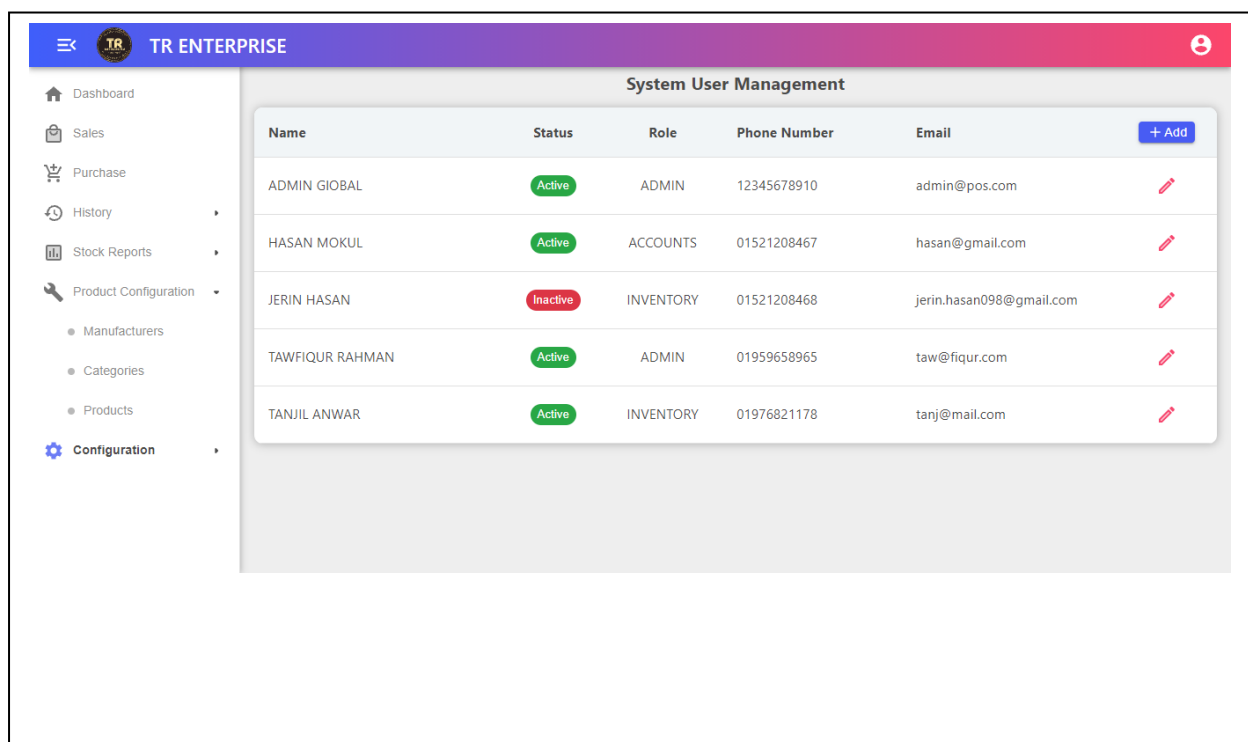 TR TR ENTERPRISE
System User Management
Dashboard
Sales
Purchase
History
Stock Reports
Product Configuration
Manufacturers
Categories
Products
Configuration
Name Status Role Phone Number Email + Add
ADMIN GIOBAL Active ADMIN 12345678910 admin@pos.com
HASAN MOKUL Active ACCOUNTS 01521208467 hasan@gmail.com
JERIN HASAN Inactive INVENTORY 01521208468 jerin.hasan098@gmail.com
TAWFIQUR RAHMAN Active ADMIN 01959658965 taw@fiqur.com
TANJIL ANWAR Active INVENTORY 01976821178 tanj@mail.com